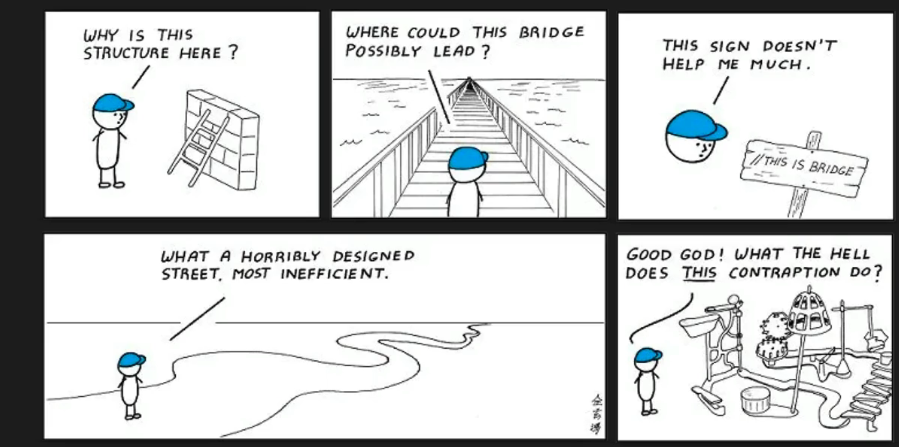 WHY IS THIS
STRUCTURE HERE ?
WHERE COULD THIS BRIDGE
POSSIBLY LEAD ?
THIS SIGN DOESN'T
HELP ME MUCH.
//THIS IS BRIDGE
WHAT A HORRIBLY DESIGNED
STREET. MOST INEFFICIENT.
GOOD GOD! WHAT THE HELL
DOES THIS CONTRAPTION DO?